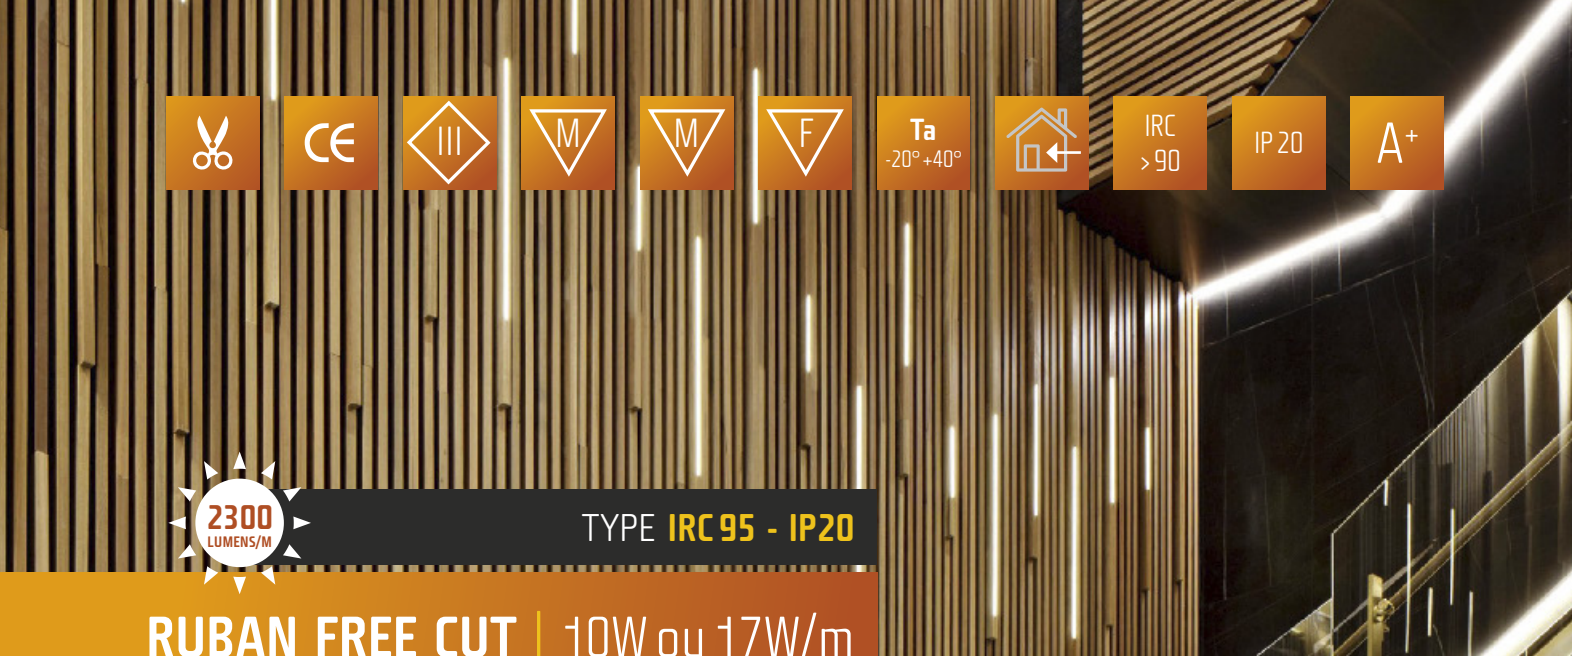 CE
III
M
M
F
Ta
-20° +40°
IRC
> 90
IP 20
A+
2300
LUMENS/M
TYPE IRC 95 - IP20
RUBAN FREE CUT | 10W ou 17W/m